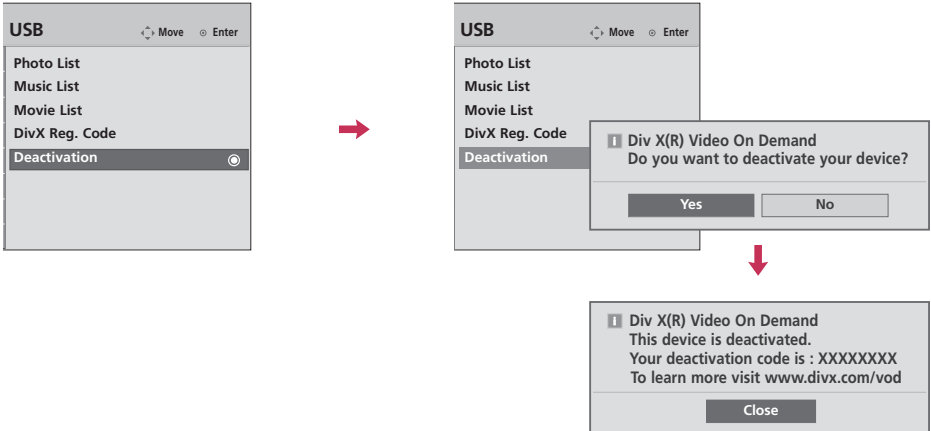 USB Move Enter
Photo List
Music List
Movie List
DivX Reg. Code
Deactivation
USB Move Enter
Photo List
Music List
Movie List
DivX Reg. Code
Deactivation
Div X(R) Video On Demand
Do you want to deactivate your device?
Yes No
Div X(R) Video On Demand
This device is deactivated.
Your deactivation code is : XXXXXXXX
To learn more visit www.divx.com/vod
Close